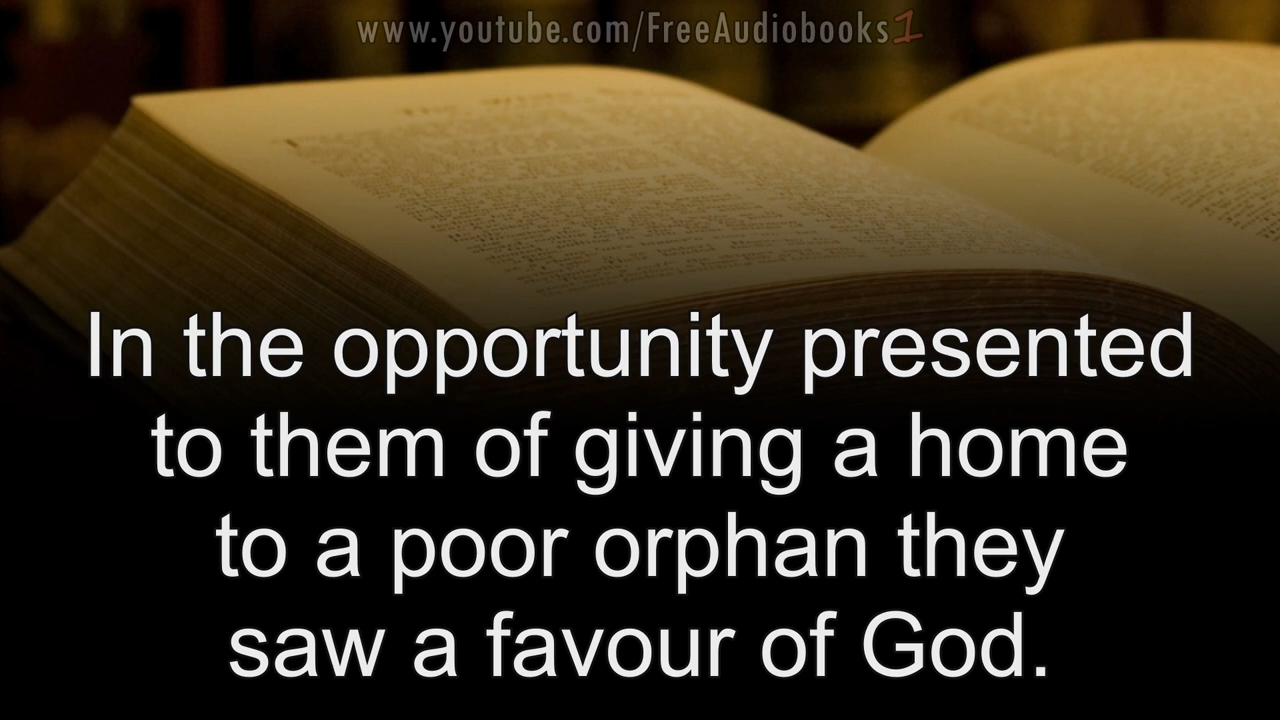 www.youtube.com/FreeAudiobooks1
In the opportunity presented
to them of giving a home
to a poor orphan they
saw a favour of God.